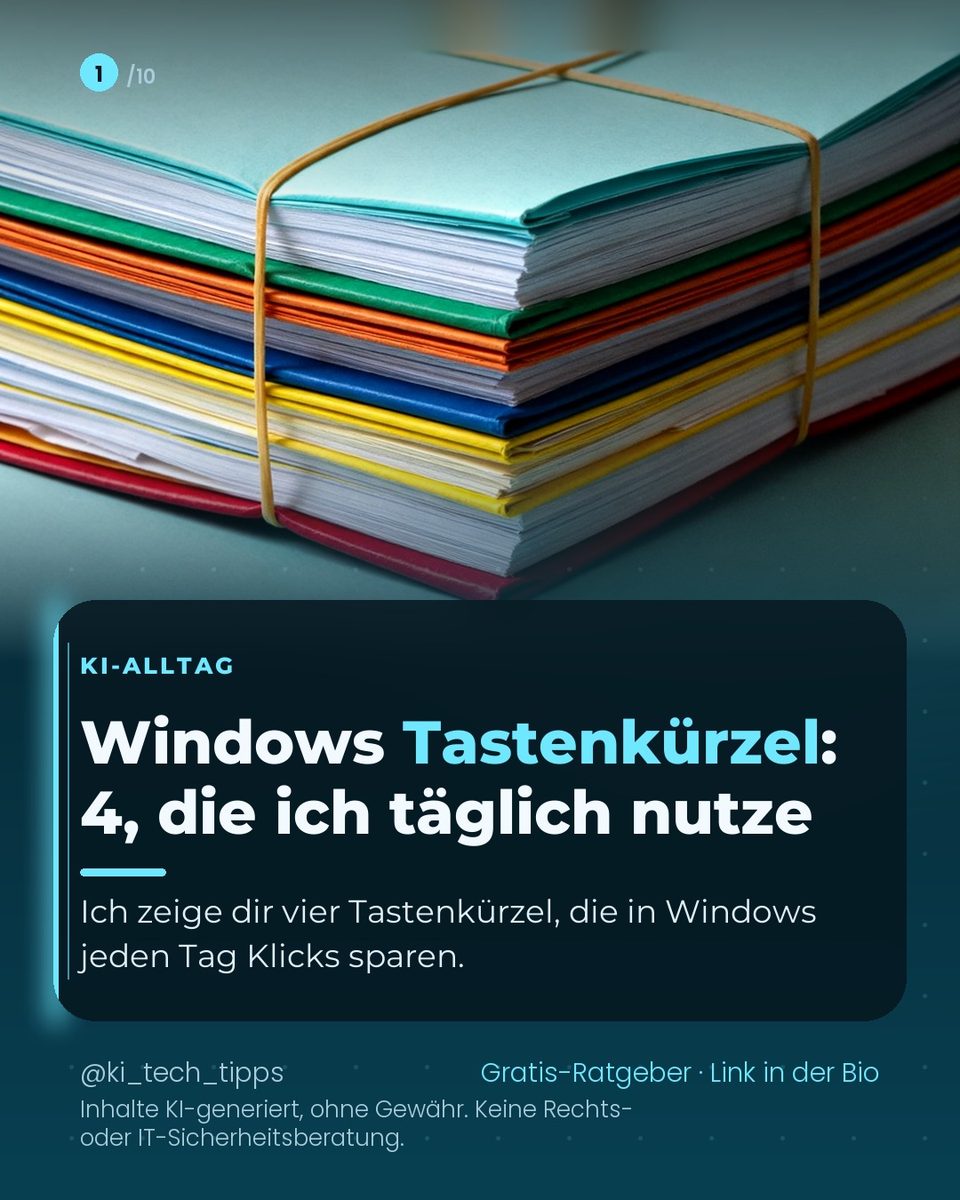 1 /10
KI-ALLTAG
Windows Tastenkürzel:
4, die ich täglich nutze
Ich zeige dir vier Tastenkürzel, die in Windows
jeden Tag Klicks sparen.
@ki_tech_tipps
Gratis-Ratgeber · Link in der Bio
Inhalte KI-generiert, ohne Gewähr. Keine Rechts-
oder IT-Sicherheitsberatung.